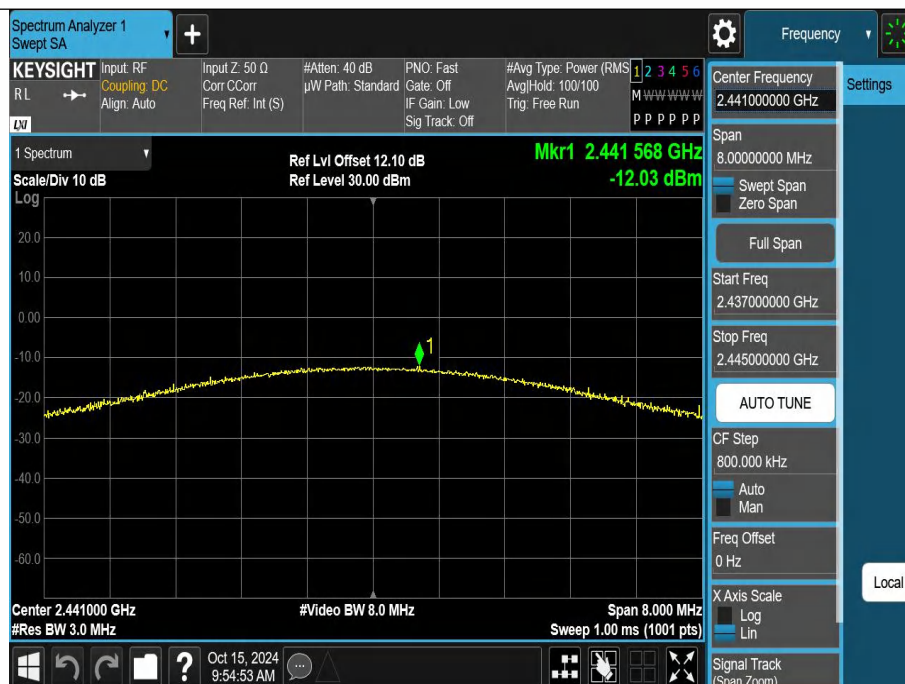 Spectrum Analyzer 1
Swept SA
Frequency
KEYSIGHT
RL
LXI
Input: RF
Coupling: DC
Align: Auto
Input Z: 50 Ω
Corr CCorr
Freq Ref: Int (S)
#Atten: 40 dB
µW Path: Standard
PNO: Fast
Gate: Off
IF Gain: Low
Sig Track: Off
#Avg Type: Power (RMS
Avg|Hold: 100/100
Trig: Free Run
1 2 3 4 5 6
M W W W W W
P P P P P P
1 Spectrum
Scale/Div 10 dB
Log
Ref Lvl Offset 12.10 dB
Ref Level 30.00 dBm
Mkr1 2.441 568 GHz
-12.03 dBm
20.0
10.0
0.00
-10.0
-20.0
-30.0
-40.0
-50.0
-60.0
1
Center 2.441000 GHz
#Res BW 3.0 MHz
#Video BW 8.0 MHz
Span 8.000 MHz
Sweep 1.00 ms (1001 pts)
Center Frequency
2.441000000 GHz
Settings
Span
8.00000000 MHz
Swept Span
Zero Span
Full Span
Start Freq
2.437000000 GHz
Stop Freq
2.445000000 GHz
AUTO TUNE
CF Step
800.000 kHz
Auto
Man
Freq Offset
0 Hz
X Axis Scale
Log
Lin
Local
Signal Track
(Span Zoom)
?
Oct 15, 2024
9:54:53 AM